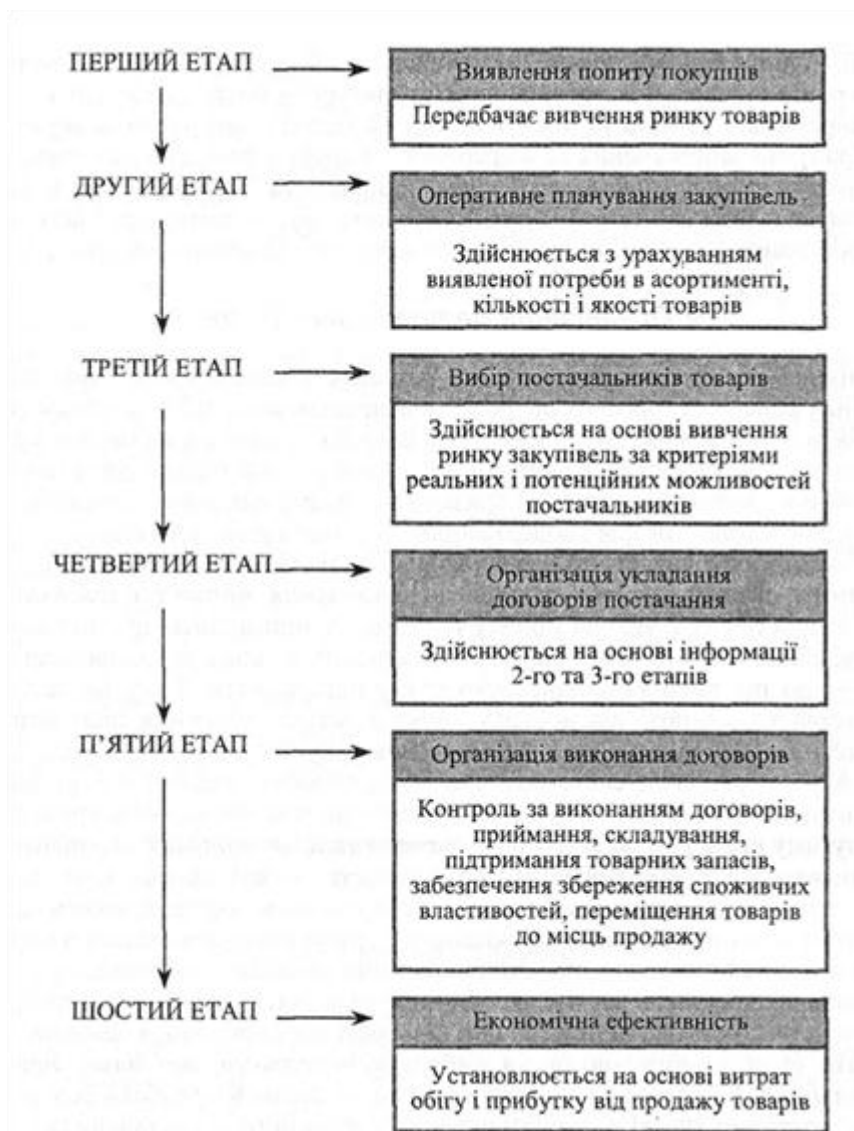 ПЕРШИЙ ЕТАП
Виявлення попиту покупців
Передбачає вивчення ринку товарів
ДРУГИЙ ЕТАП
Оперативне планування закупівель
Здійснюється з урахуванням
виявленої потреби в асортименті,
кількості і якості товарів
ТРЕТІЙ ЕТАП
Вибір постачальників товарів
Здійснюється на основі вивчення
ринку закупівель за критеріями
реальних і потенційних можливостей
постачальників
ЧЕТВЕРТИЙ ЕТАП
Організація укладання
договорів постачання
Здійснюється на основі інформації
2-го та 3-го етапів
П’ЯТИЙ ЕТАП
Організація виконання договорів
Контроль за виконанням договорів,
приймання, складування,
підтримання товарних запасів,
забезпечення збереження споживчих
властивостей, переміщення товарів
до місць продажу
ШОСТИЙ ЕТАП
Економічна ефективність
Установлюється на основі витрат
обігу і прибутку від продажу товарів